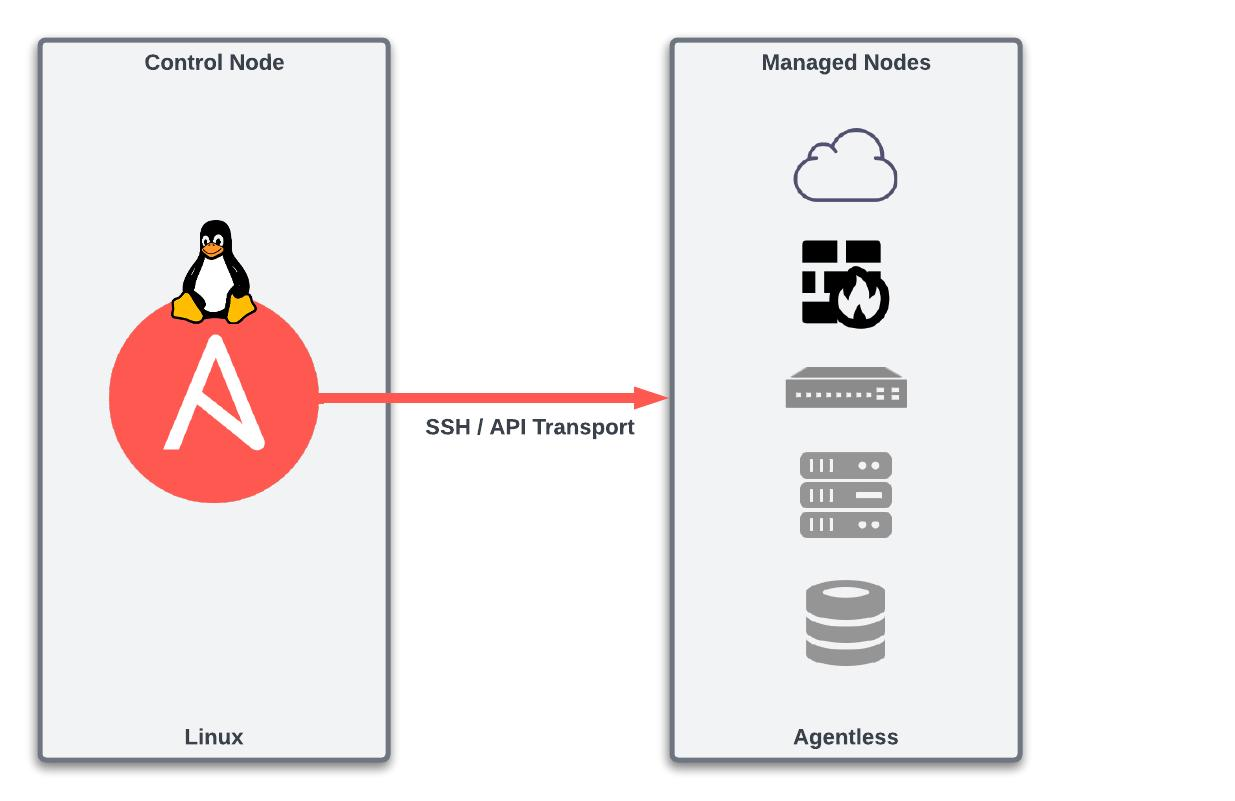 Control Node
Managed Nodes
SSH / API Transport
Linux
Agentless